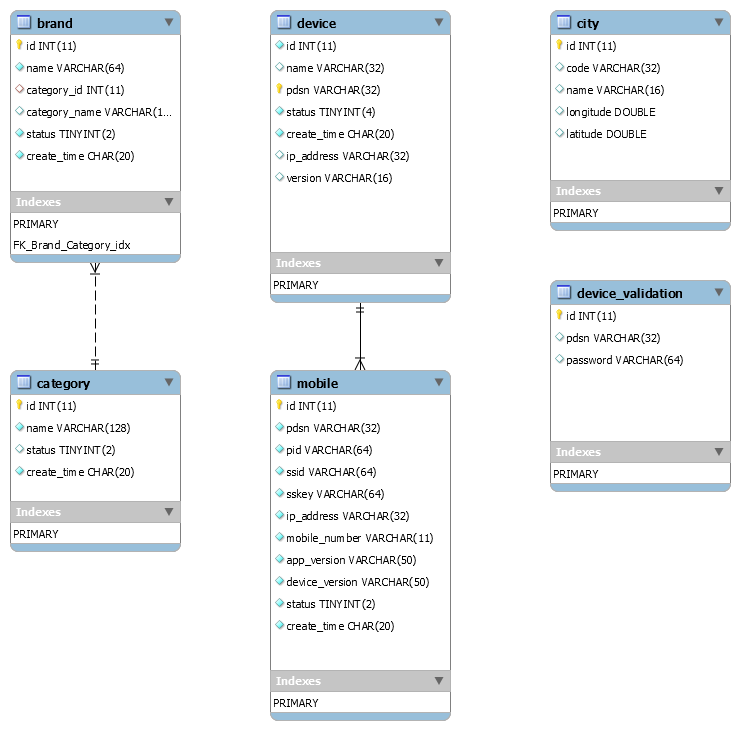 brand
id INT(11)
name VARCHAR(64)
category_id INT(11)
category_name VARCHAR(1...
status TINYINT(2)
create_time CHAR(20)
Indexes
PRIMARY
FK_Brand_Category_idx
category
id INT(11)
name VARCHAR(128)
status TINYINT(2)
create_time CHAR(20)
Indexes
PRIMARY
device
id INT(11)
name VARCHAR(32)
pdsn VARCHAR(32)
status TINYINT(4)
create_time CHAR(20)
ip_address VARCHAR(32)
version VARCHAR(16)
Indexes
PRIMARY
mobile
id INT(11)
pdsn VARCHAR(32)
pid VARCHAR(64)
ssid VARCHAR(64)
sskey VARCHAR(64)
ip_address VARCHAR(32)
mobile_number VARCHAR(11)
app_version VARCHAR(50)
device_version VARCHAR(50)
status TINYINT(2)
create_time CHAR(20)
Indexes
PRIMARY
city
id INT(11)
code VARCHAR(32)
name VARCHAR(16)
longitude DOUBLE
latitude DOUBLE
Indexes
PRIMARY
device_validation
id INT(11)
pdsn VARCHAR(32)
password VARCHAR(64)
Indexes
PRIMARY